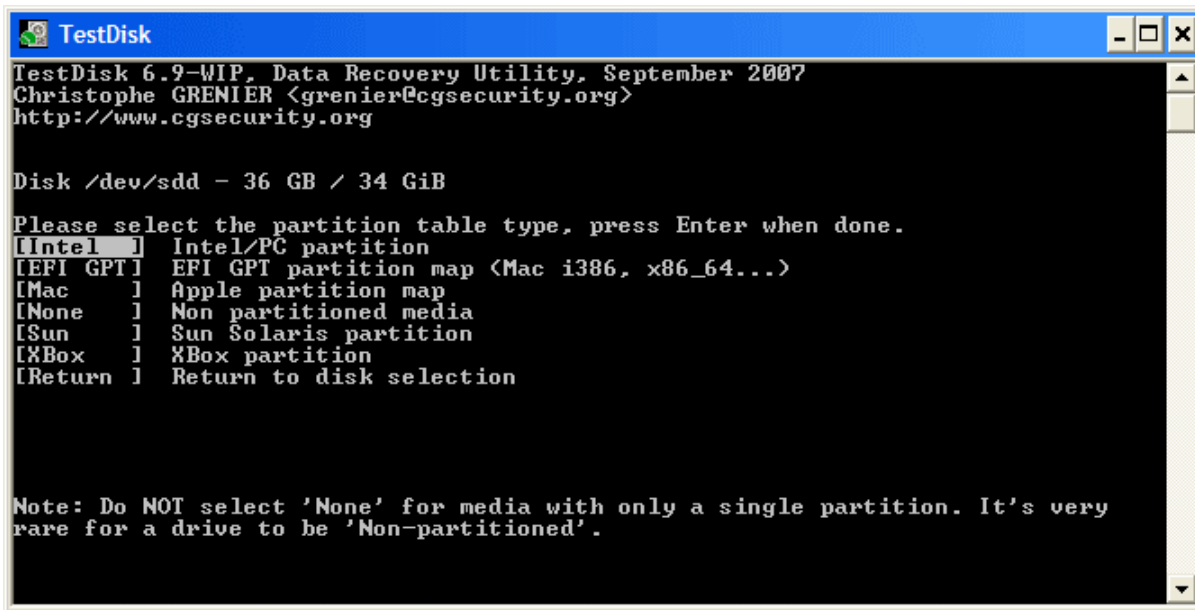 TestDisk
TestDisk 6.9-WIP, Data Recovery Utility, September 2007
Christophe GRENIER <grenier@cgsecurity.org>
http://www.cgsecurity.org
Disk /dev/sdd - 36 GB / 34 GiB
Please select the partition table type, press Enter when done.
[Intel  ]  Intel/PC partition
[EFI GPT]  EFI GPT partition map (Mac i386, x86_64...)
[Mac    ]  Apple partition map
[None   ]  Non partitioned media
[Sun    ]  Sun Solaris partition
[XBox   ]  XBox partition
[Return ]  Return to disk selection
Note: Do NOT select 'None' for media with only a single partition. It's very
rare for a drive to be 'Non-partitioned'.